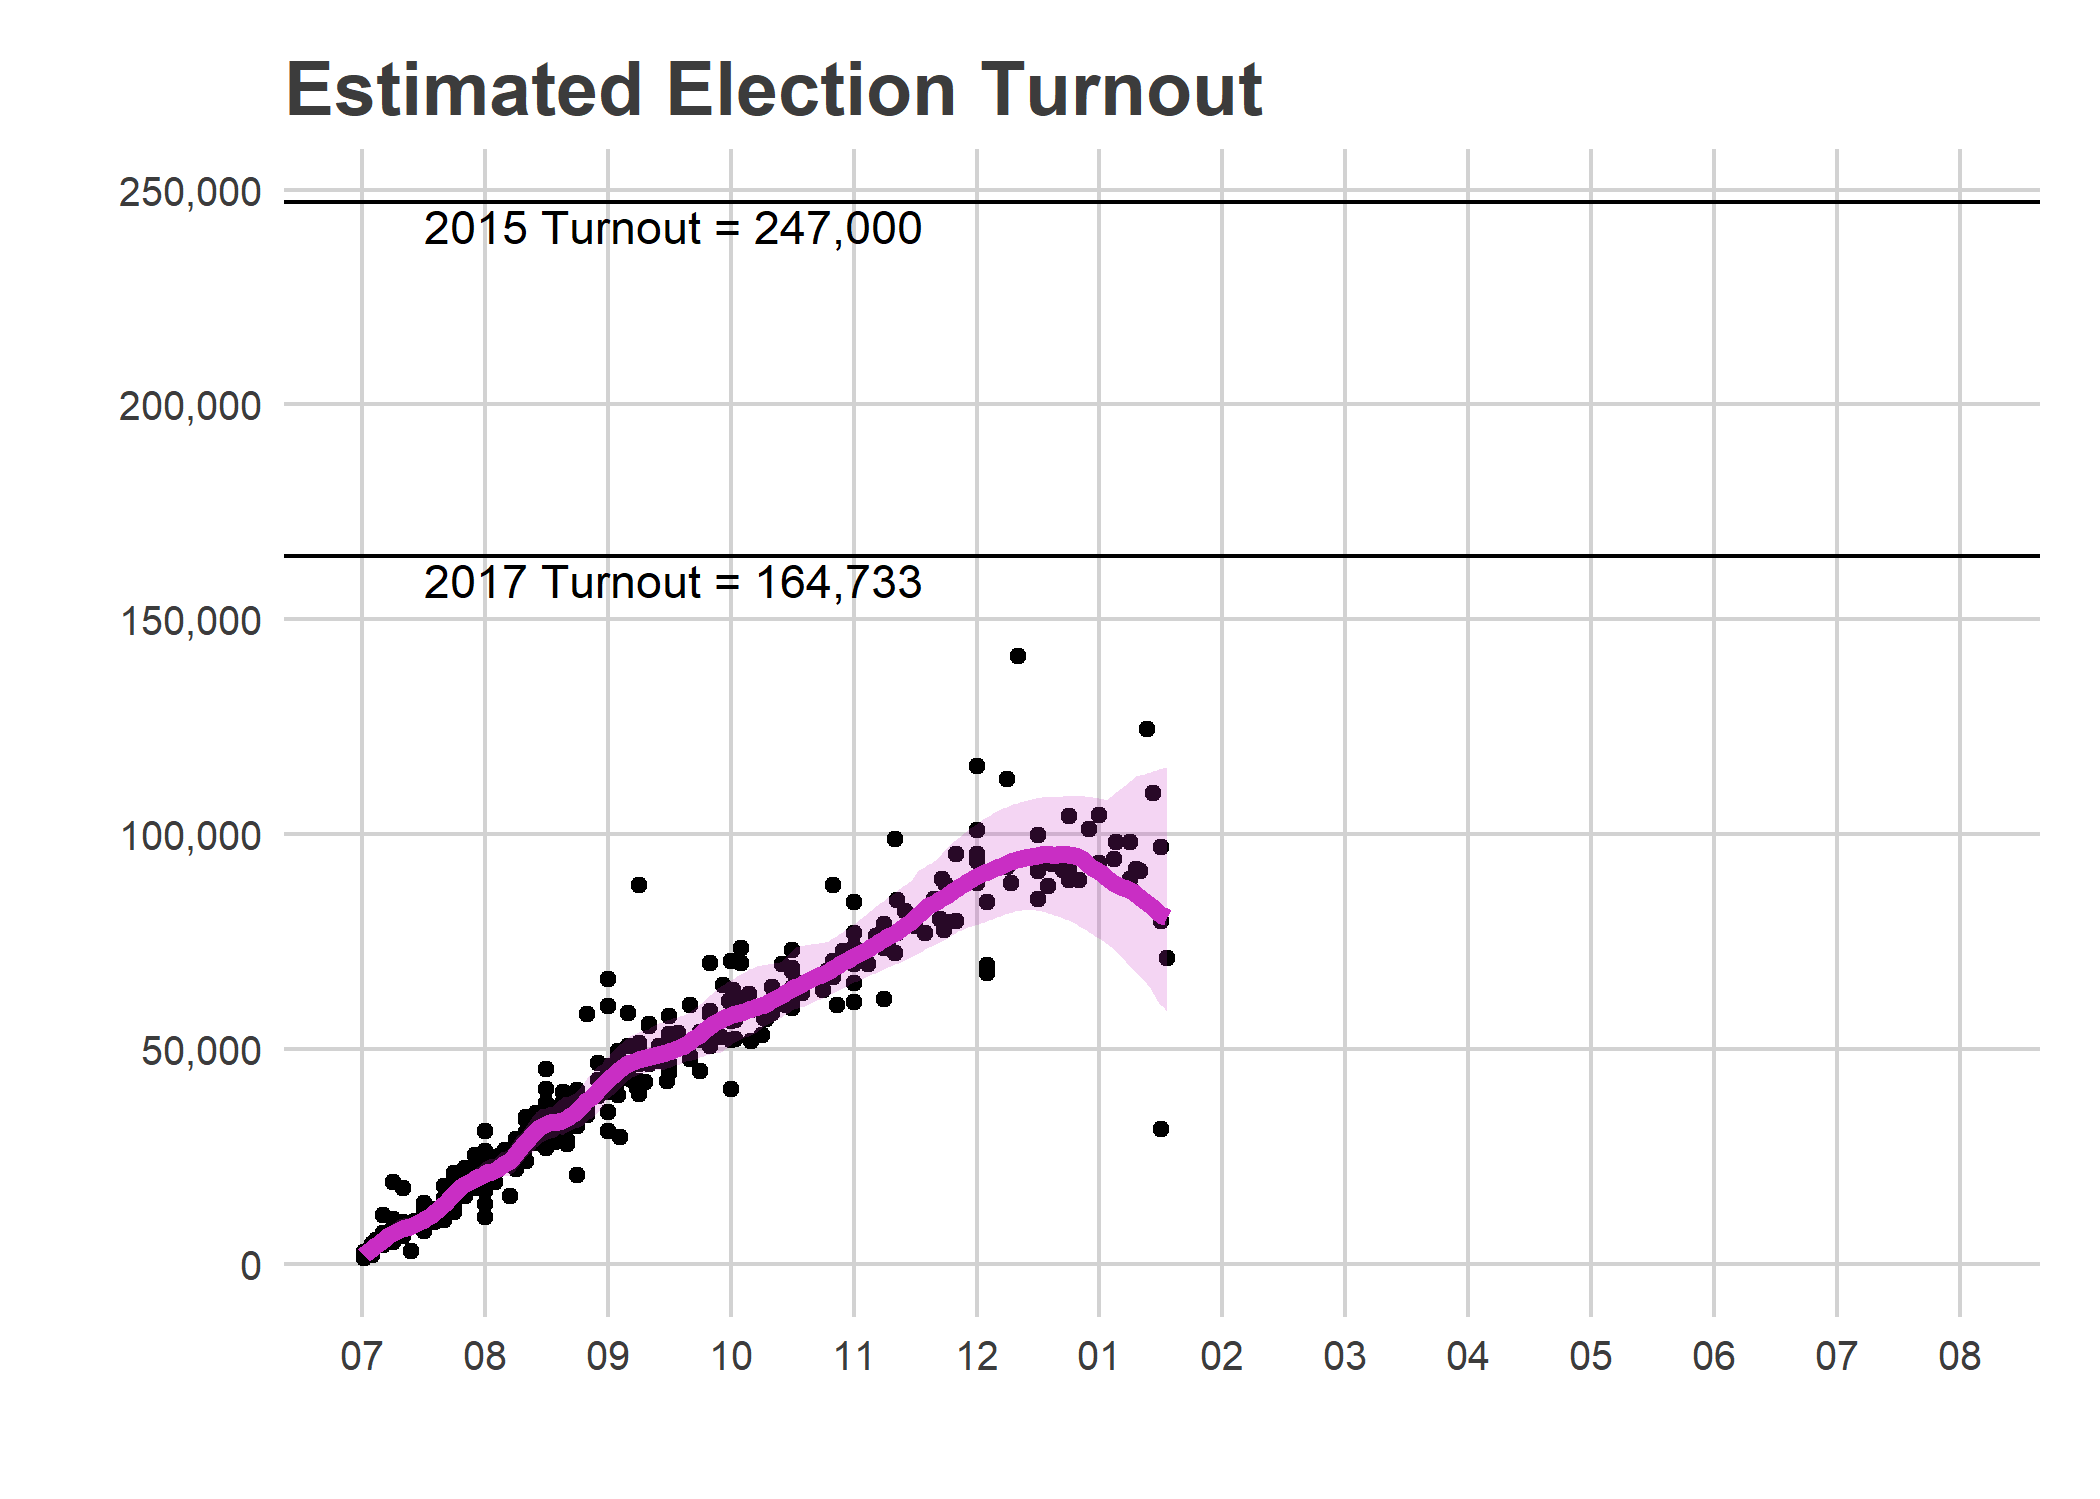 Estimated Election Turnout
250,000
2015 Turnout = 247,000
200,000
2017 Turnout = 164,733
150,000
100,000
50,000
0
07 08 09 10 11 12 01 02 03 04 05 06 07 08